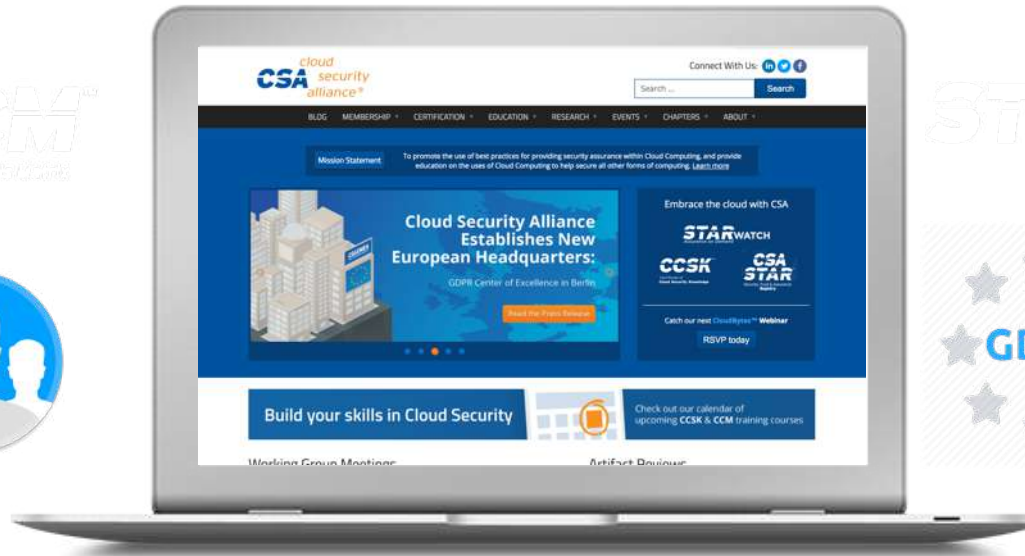 cloud
CSA security
alliance®
Connect With Us:
Search ...
Search
BLOG MEMBERSHIP CERTIFICATION EDUCATION RESEARCH EVENTS CHAPTERS ABOUT
Mission Statement
To promote the use of best practices for providing security assurance within Cloud Computing, and provide
education on the uses of Cloud Computing to help secure all other forms of computing. Learn more
Cloud Security Alliance
Establishes New
European Headquarters:
GDPR Center of Excellence in Berlin
Read the Press Release
Embrace the cloud with CSA
STARWATCH
CCSK
CSA
STAR
Catch our next CloudBytes™ Webinar
RSVP today
Build your skills in Cloud Security
Check out our calendar of
upcoming CCSK & CCM training courses
Working Group Meetings
Artifact Reviews